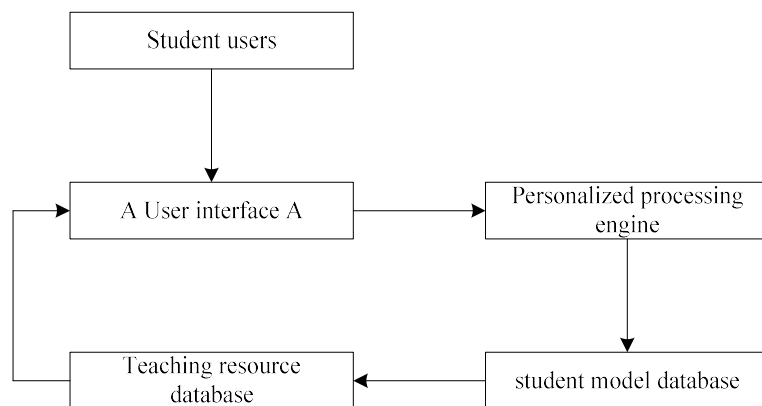 Student users
A User interface A
Personalized processing
engine
Teaching resource
database
student model database